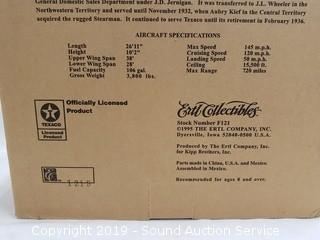 General Domestic Sales Department under J.D. Jernigan. It was transferred to J.L. Wheeler in the
Northwestern Territory and served until November 1932, when Aubry Kief of the Central Territory
acquired the rugged Stearman. It continued to serve Texaco until its retirement in February 1936.
AIRCRAFT SPECIFICATIONS
Length 26'11" Max Speed 145 m.p.h.
Height 10'2" Cruising Speed 120 m.p.h.
Upper Wing Span 38' Landing Speed 50 m.p.h.
Lower Wing Span 28' Ceiling 15,500 ft.
Fuel Capacity 106 gal. Max Range 720 miles
Gross Weight 3,800 lbs.
Officially Licensed
Product
TEXACO
Licensed
Product
Ertl Collectibles
Stock Number F121
©1995 THE ERTL COMPANY, INC.
Dyersville, Iowa 52040-0500 U.S.A.
Produced by The Ertl Company, Inc.
for Kipp Brothers, Inc.
Parts made in China, U.S.A. and Mexico.
Assembled in Mexico.
Recommended for ages 8 and over.
1215
Copyright 2019 - Sound Auction Service